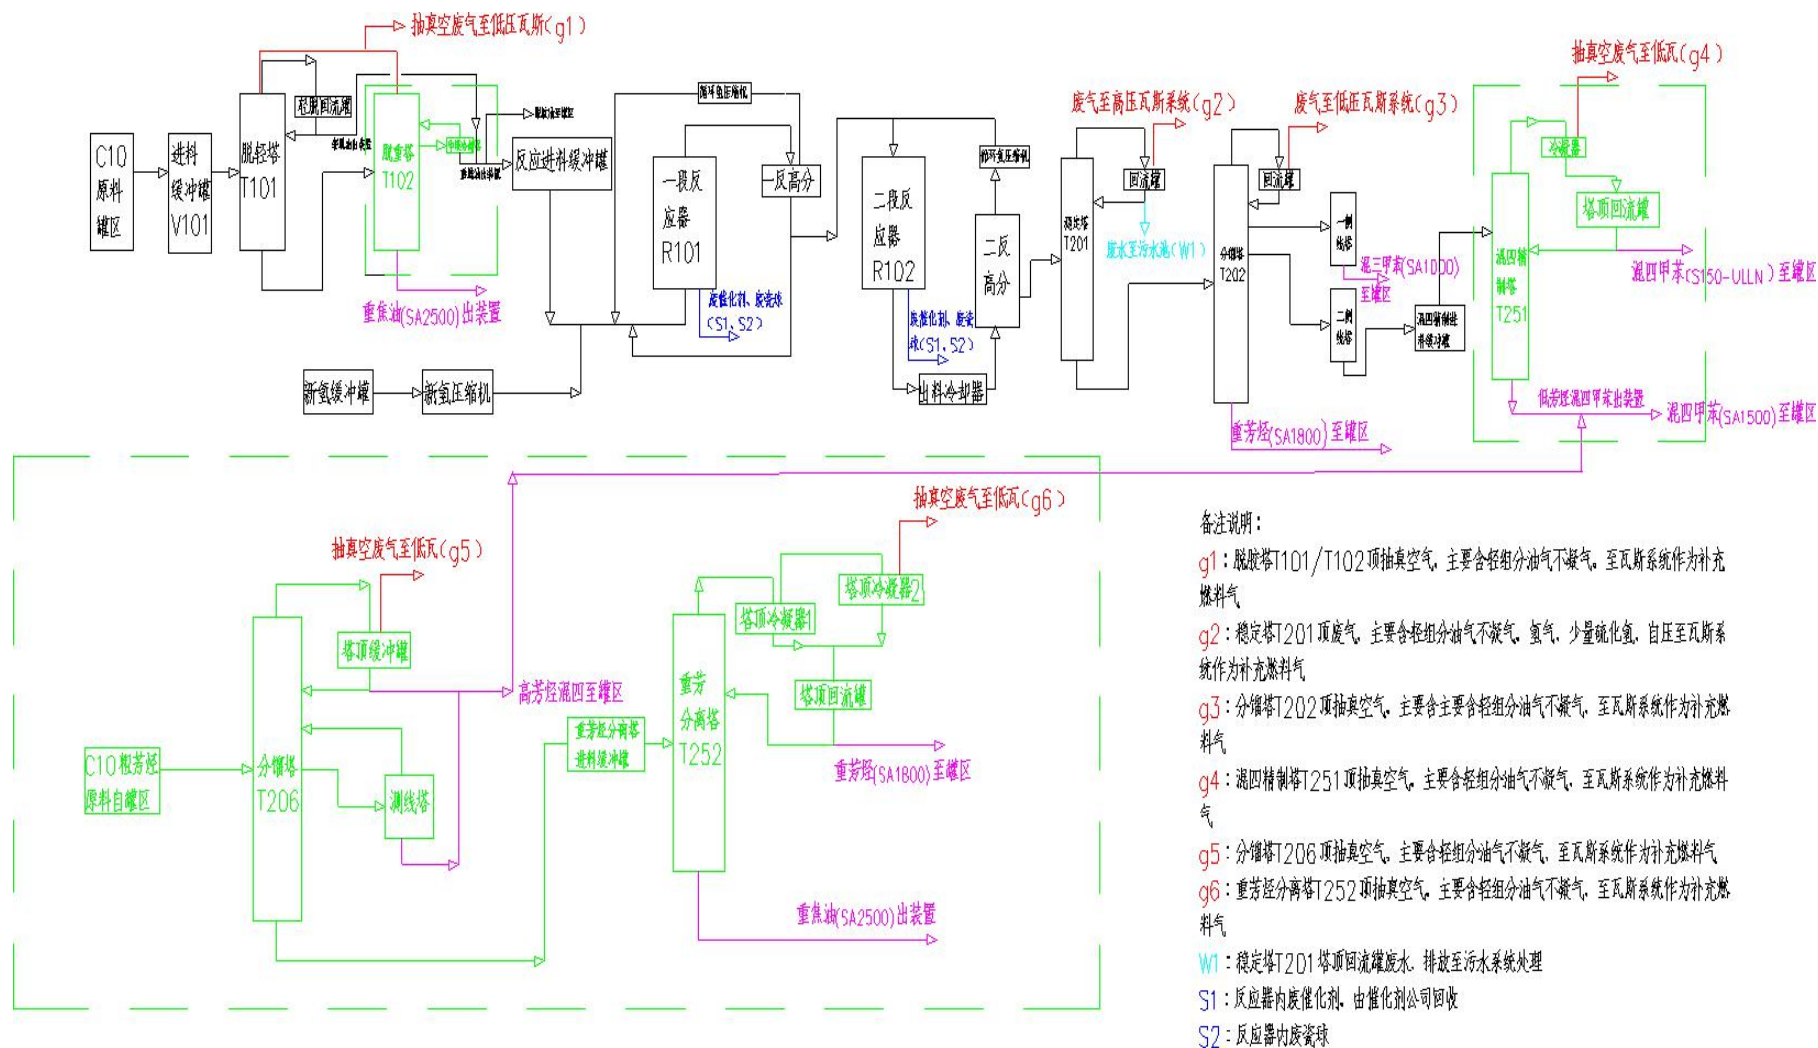 抽真空废气至低压瓦斯(g1)
抽真空废气至低瓦(g4)
C10
原料
罐区
进料
缓冲罐
V101
脱轻塔
T101
轻脱回流罐
脱重塔
T102
反应进料缓冲罐
循环氢压缩机
一段反
应器
R101
一反高分
二段反
应器
R102
循环氢压缩机
二反
高分
废气至高压瓦斯系统(g2)
废气至低压瓦斯系统(g3)
稳定塔
T201
回流罐
废水至污水池(W1)
分馏塔
T202
回流罐
一侧
线塔
混三甲苯(SA1000)
至罐区
二侧
线塔
混四精制进
料缓冲罐
冷凝器
塔顶回流罐
混四精
制塔
T251
混四甲苯(S150-ULLN)至罐区
重焦油(SA2500)出装置
废催化剂、废瓷球
(S1、S2)
废催化剂、废瓷
球(S1、S2)
新氢缓冲罐
新氢压缩机
出料冷却器
重芳烃(SA1800)至罐区
低芳烃混四甲苯出装置
混四甲苯(SA1500)至罐区
抽真空废气至低瓦(g5)
抽真空废气至低瓦(g6)
塔顶缓冲罐
高芳烃混四至罐区
C10粗芳烃
原料自罐区
分馏塔
T206
测线塔
重芳烃分离塔
进料缓冲罐
重芳
分离塔
T252
塔顶冷凝器1
塔顶冷凝器2
塔顶回流罐
重芳烃(SA1800)至罐区
重焦油(SA2500)出装置
备注说明：
g1：脱胶塔T101/T102顶抽真空气，主要含轻组分油气不凝气，至瓦斯系统作为补充
燃料气
g2：稳定塔T201顶废气，主要含轻组分油气不凝气，氢气，少量硫化氢，自压至瓦斯系
统作为补充燃料气
g3：分馏塔T202顶抽真空气，主要含主要含轻组分油气不凝气，至瓦斯系统作为补充燃
料气
g4：混四精制塔T251顶抽真空气，主要含轻组分油气不凝气，至瓦斯系统作为补充燃料
气
g5：分馏塔T206顶抽真空气，主要含轻组分油气不凝气，至瓦斯系统作为补充燃料气
g6：重芳烃分离塔T252顶抽真空气，主要含轻组分油气不凝气，至瓦斯系统作为补充燃
料气
W1：稳定塔T201塔顶回流罐废水，排放至污水系统处理
S1：反应器内废催化剂，由催化剂公司回收
S2：反应器内废瓷球